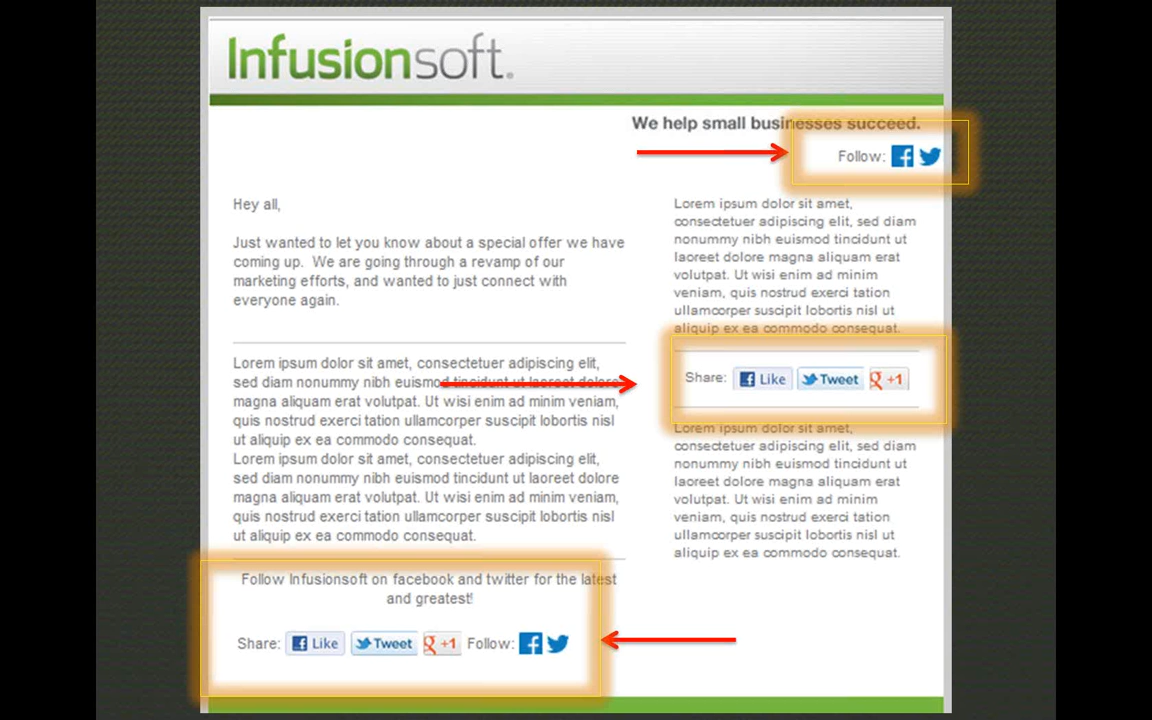 Infusionsoft.
We help small businesses succeed.
Follow:
Hey all,
Just wanted to let you know about a special offer we have
coming up. We are going through a revamp of our
marketing efforts, and wanted to just connect with
everyone again.
Lorem ipsum dolor sit amet, consectetuer adipiscing elit,
sed diam nonummy nibh euismod tincidunt ut laoreet dolore
magna aliquam erat volutpat. Ut wisi enim ad minim veniam,
quis nostrud exerci tation ullamcorper suscipit lobortis nisl
ut aliquip ex ea commodo consequat.
Lorem ipsum dolor sit amet, consectetuer adipiscing elit,
sed diam nonummy nibh euismod tincidunt ut laoreet dolore
magna aliquam erat volutpat. Ut wisi enim ad minim veniam,
quis nostrud exerci tation ullamcorper suscipit lobortis nisl
ut aliquip ex ea commodo consequat.
Follow Infusionsoft on facebook and twitter for the latest
and greatest!
Share: Like Tweet +1 Follow:
Lorem ipsum dolor sit amet,
consectetuer adipiscing elit, sed diam
nonummy nibh euismod tincidunt ut
laoreet dolore magna aliquam erat
volutpat. Ut wisi enim ad minim
veniam, quis nostrud exerci tation
ullamcorper suscipit lobortis nisl ut
aliquip ex ea commodo consequat.
Share: Like Tweet +1
Lorem ipsum dolor sit amet,
consectetuer adipiscing elit, sed diam
nonummy nibh euismod tincidunt ut
laoreet dolore magna aliquam erat
volutpat. Ut wisi enim ad minim
veniam, quis nostrud exerci tation
ullamcorper suscipit lobortis nisl ut
aliquip ex ea commodo consequat.